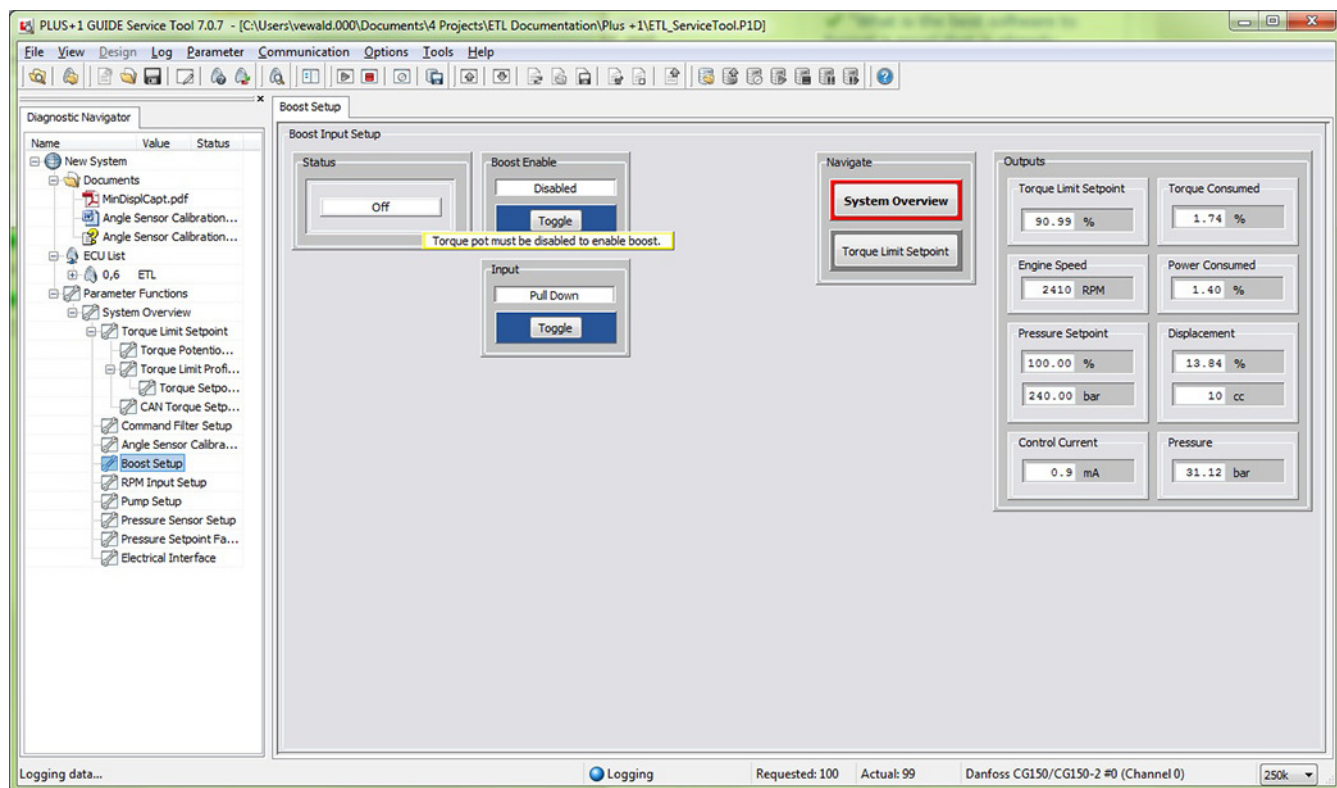 PLUS+1 GUIDE Service Tool 7.0.7 - [C:\Users\vewald.000\Documents\4 Projects\ETL Documentation\Plus +1\ETL_ServiceTool.P1D]
File View Design Log Parameter Communication Options Tools Help
Diagnostic Navigator
Name Value Status
New System
Documents
MinDisplCapt.pdf
Angle Sensor Calibration...
Angle Sensor Calibration...
ECU List
0,6 ETL
Parameter Functions
System Overview
Torque Limit Setpoint
Torque Potentio...
Torque Limit Profi...
Torque Setpo...
CAN Torque Setp...
Command Filter Setup
Angle Sensor Calibra...
Boost Setup
RPM Input Setup
Pump Setup
Pressure Sensor Setup
Pressure Setpoint Fa...
Electrical Interface
Boost Setup
Boost Input Setup
Status
Off
Boost Enable
Disabled
Toggle
Torque pot must be disabled to enable boost.
Input
Pull Down
Toggle
Navigate
System Overview
Torque Limit Setpoint
Outputs
Torque Limit Setpoint
90.99 %
Torque Consumed
1.74 %
Engine Speed
2410 RPM
Power Consumed
1.40 %
Pressure Setpoint
100.00 %
240.00 bar
Displacement
13.84 %
10 cc
Control Current
0.9 mA
Pressure
31.12 bar
Logging data... Logging Requested: 100 Actual: 99 Danfoss CG150/CG150-2 #0 (Channel 0) 250k